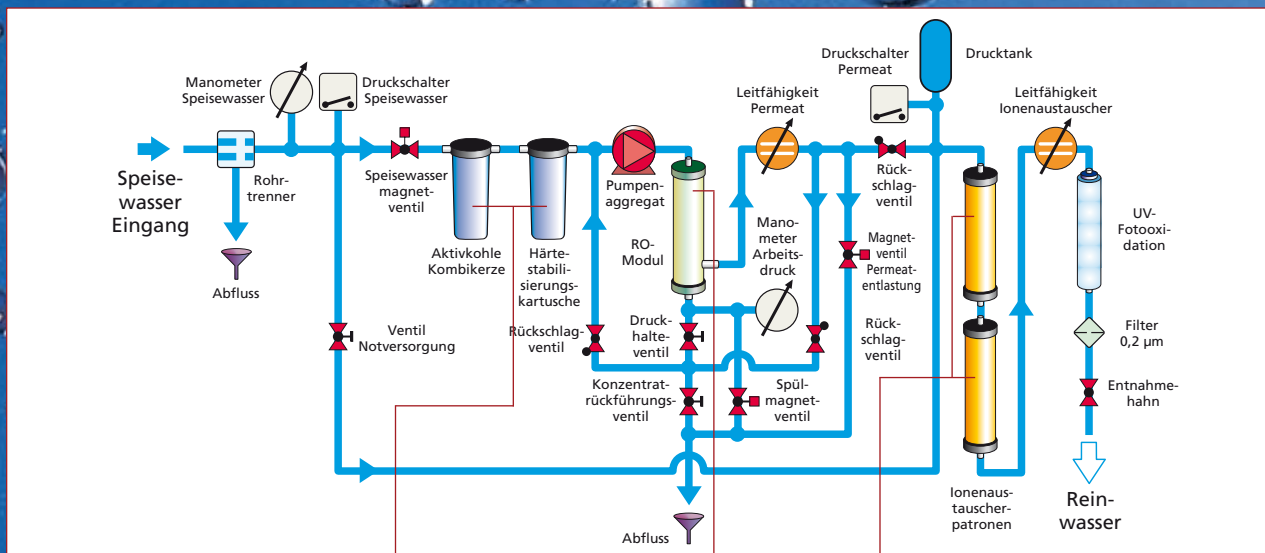 Manometer
Speisewasser
Druckschalter
Speisewasser
Druckschalter
Permeat
Drucktank
Leitfähigkeit
Permeat
Leitfähigkeit
Ionenaustauscher
Speise-
wasser
Eingang
Rohr-
trenner
Abfluss
Speisewasser
magnet-
ventil
Aktivkohle
Kombikerze
Härte-
stabili-
sierungs-
kartusche
Pumpen-
aggregat
RO-
Modul
Mano-
meter
Arbeits-
druck
Rück-
schlag-
ventil
Magnet-
ventil
Permeat-
entlastung
UV-
Fotooxi-
dation
Ventil
Notversorgung
Rückschlag-
ventil
Druck-
halte-
ventil
Rück-
schlag-
ventil
Filter
0,2 µm
Konzentrat-
rückführungs-
ventil
Spül-
magnet-
ventil
Entnahme-
hahn
Ionenaus-
tauscher-
patronen
Rein-
wasser
Abfluss